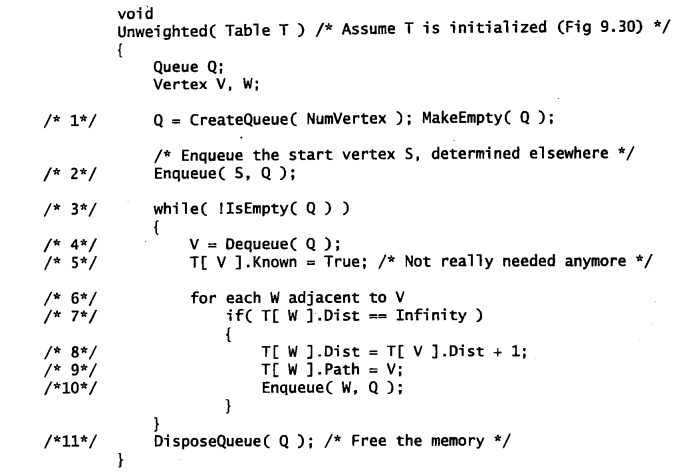 void
Unweighted( Table T ) /* Assume T is initialized (Fig 9.30) */
{
Queue Q;
Vertex V, W;
/* 1*/ Q = CreateQueue( NumVertex ); MakeEmpty( Q );
/* Enqueue the start vertex S, determined elsewhere */
/* 2*/ Enqueue( S, Q );
/* 3*/ while( !IsEmpty( Q ) )
{
/* 4*/ V = Dequeue( Q );
/* 5*/ T[ V ].Known = True; /* Not really needed anymore */
/* 6*/ for each W adjacent to V
/* 7*/ if( T[ W ].Dist == Infinity )
{
/* 8*/ T[ W ].Dist = T[ V ].Dist + 1;
/* 9*/ T[ W ].Path = V;
/*10*/ Enqueue( W, Q );
}
}
/*11*/ DisposeQueue( Q ); /* Free the memory */
}